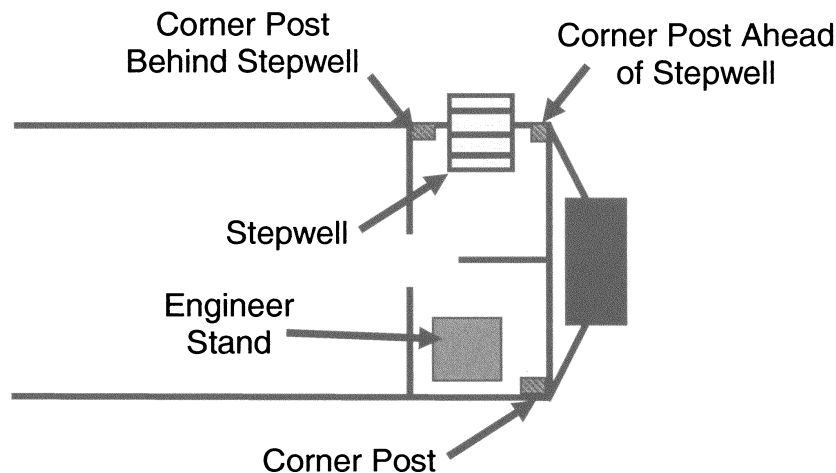 Corner Post
Behind Stepwell
Corner Post Ahead
of Stepwell
Stepwell
Engineer
Stand
Corner Post